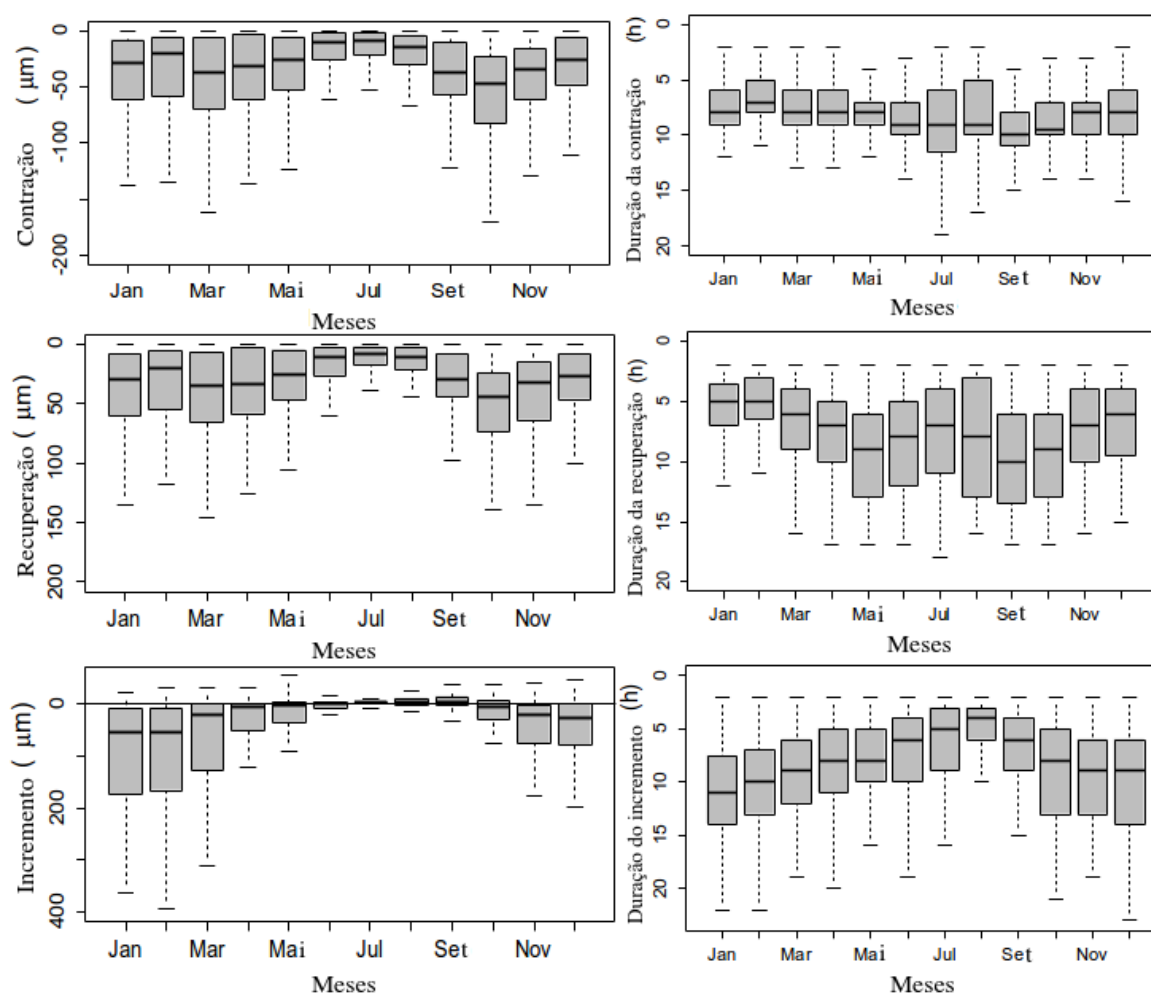 Contração ( μm)
0
-50
-100
-200
Jan Mar Mai Jul Set Nov
Meses
Duração da contração (h)
0
5
10
15
20
Jan Mar Mai Jul Set Nov
Meses
Recuperação ( μm)
0
50
100
150
200
Jan Mar Mai Jul Set Nov
Meses
Duração da recuperação (h)
0
5
10
15
20
Jan Mar Mai Jul Set Nov
Meses
Incremento ( μm)
0
200
400
Jan Mar Mai Jul Set Nov
Meses
Duração do incremento (h)
0
5
10
15
20
Jan Mar Mai Jul Set Nov
Meses